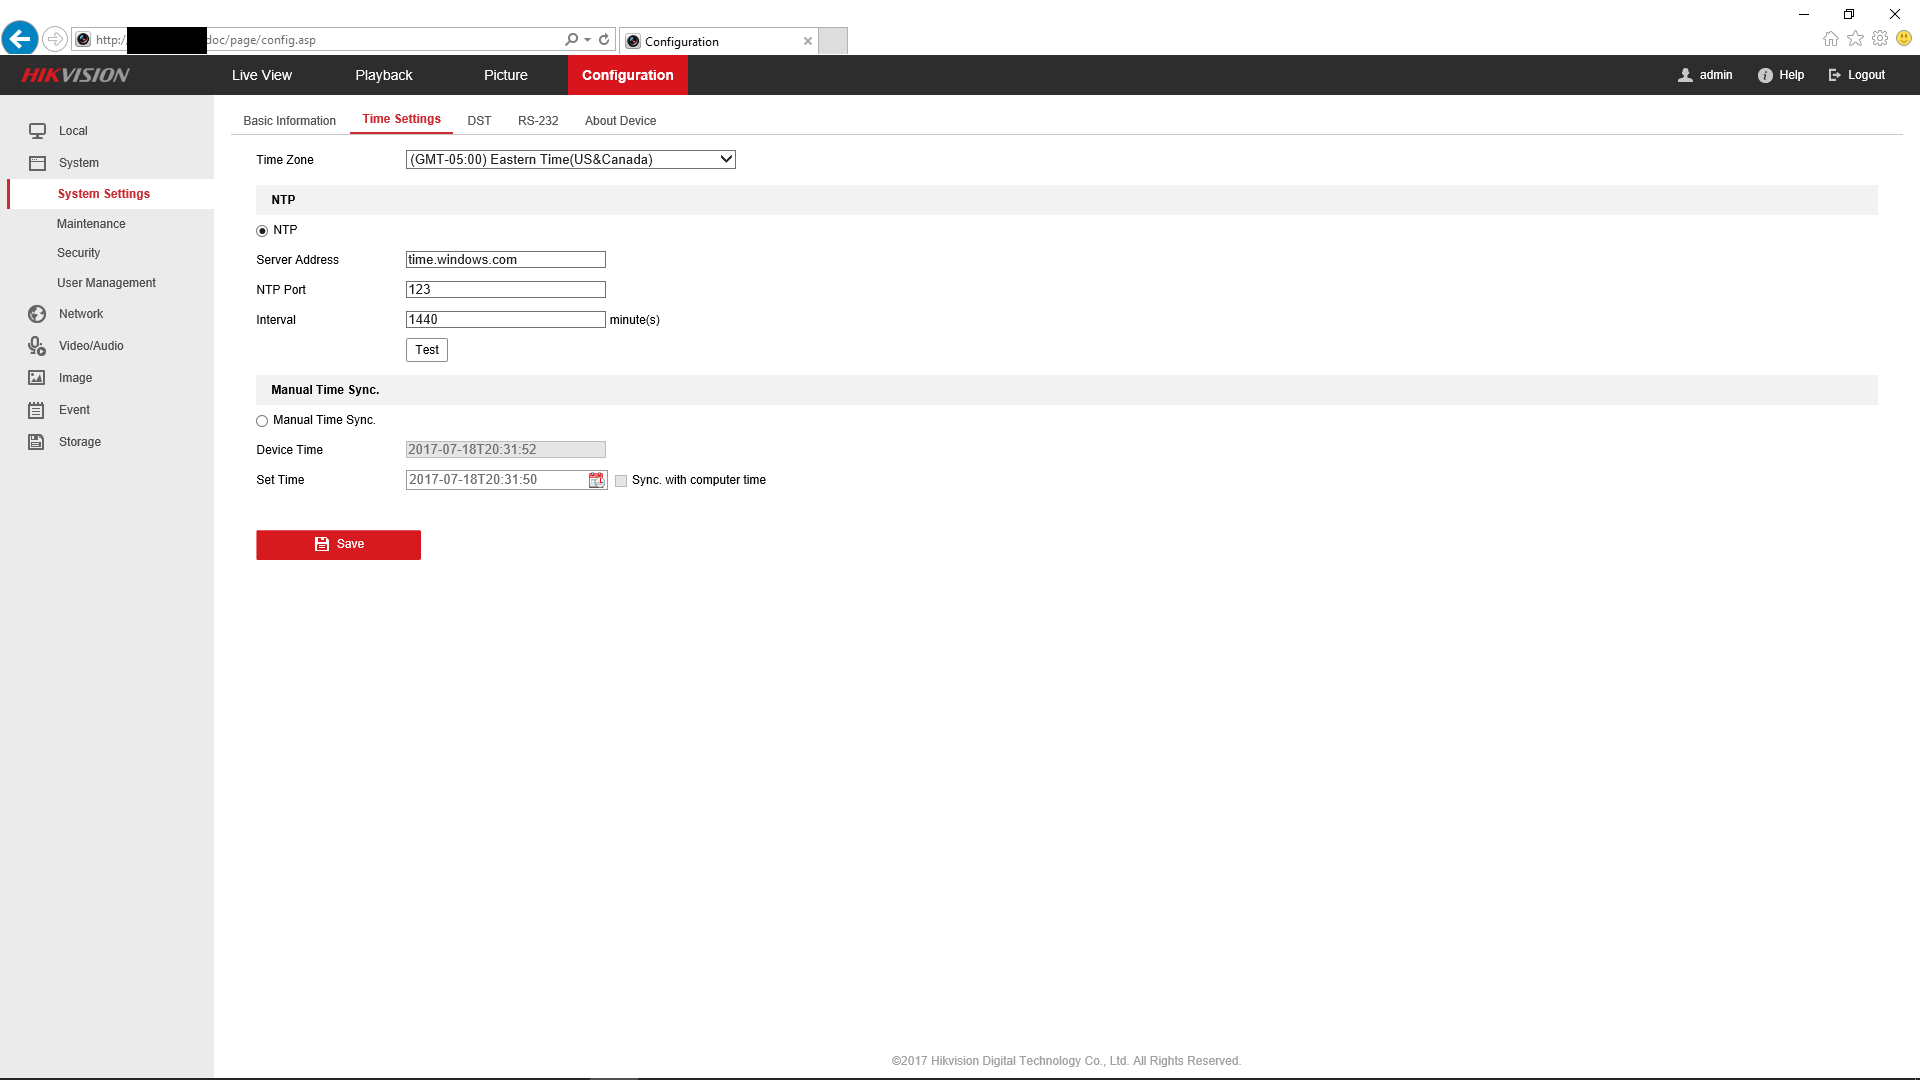 http:/ doc/page/config.asp
Configuration
HIKVISION
Live View
Playback
Picture
Configuration
admin
Help
Logout
Local
System
System Settings
Maintenance
Security
User Management
Network
Video/Audio
Image
Event
Storage
Basic Information
Time Settings
DST
RS-232
About Device
Time Zone
(GMT-05:00) Eastern Time(US&Canada)
NTP
NTP
Server Address
time.windows.com
NTP Port
123
Interval
1440
minute(s)
Test
Manual Time Sync.
Manual Time Sync.
Device Time
2017-07-18T20:31:52
Set Time
2017-07-18T20:31:50
Sync. with computer time
Save
©2017 Hikvision Digital Technology Co., Ltd. All Rights Reserved.